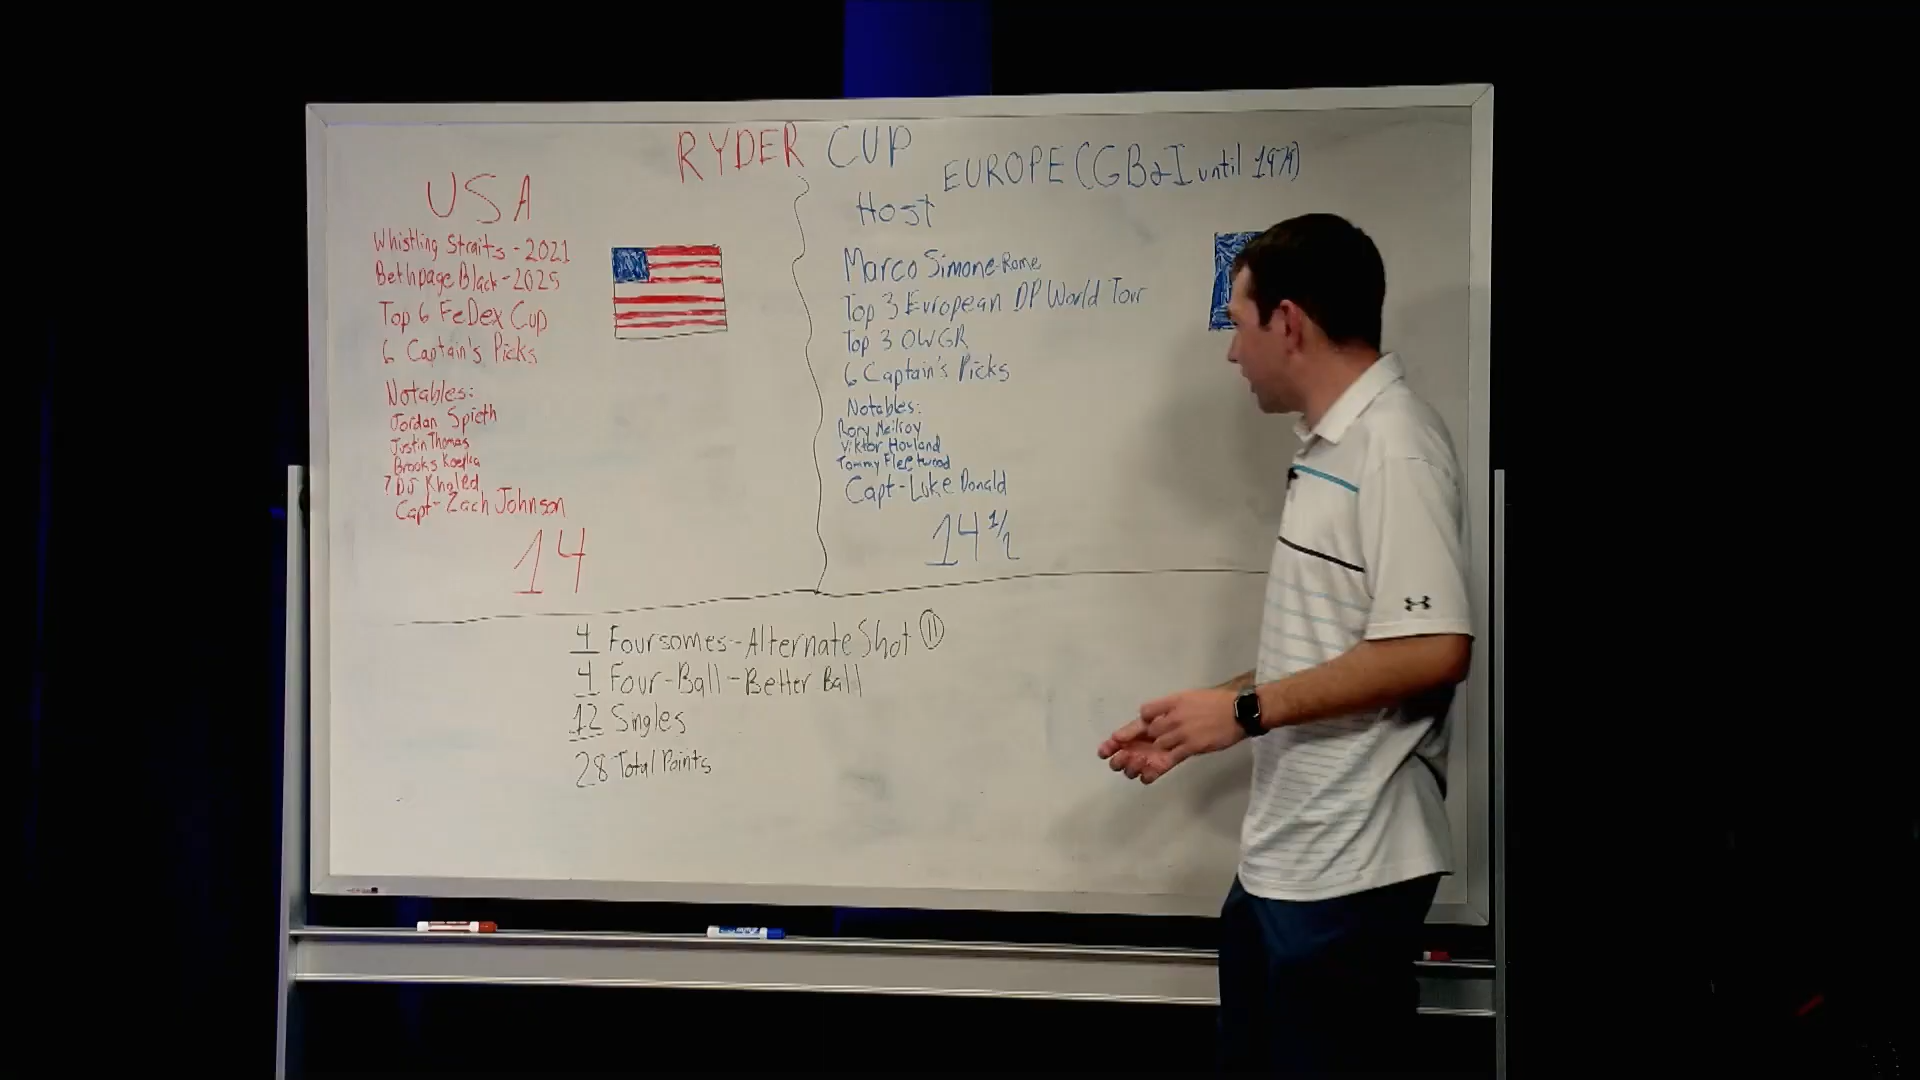 RYDER CUP
USA
Whistling Straits - 2021
Bethpage Black - 2025
Top 6 FeDex Cup
6 Captain's Picks
Notables:
Jordan Spieth
Justin Thomas
Brooks Koepka
? DJ Khaled
Capt - Zach Johnson
14
EUROPE (GB&I until 1979)
Host
Marco Simone-Rome
Top 3 European DP World Tour
Top 3 OWGR
6 Captain's Picks
Notables:
Rory
Viktor Hovland
Tommy Fleetwood
Capt - Luke Donald
14 1/2
4 Foursomes - Alternate Shot
4 Four-Ball - Better Ball
12 Singles
28 Total Points